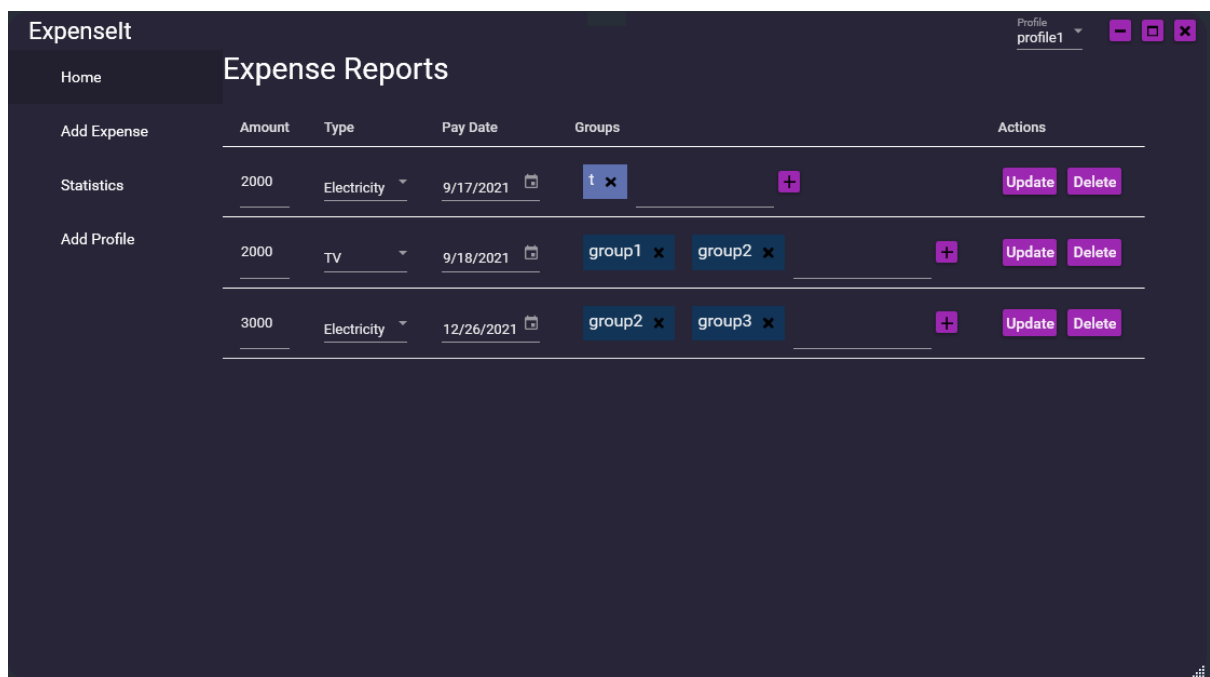 ExpenseIt
Profile
profile1
Home
Add Expense
Statistics
Add Profile
Expense Reports
Amount Type Pay Date Groups Actions
2000 Electricity 9/17/2021 t Update Delete
2000 TV 9/18/2021 group1 group2 Update Delete
3000 Electricity 12/26/2021 group2 group3 Update Delete